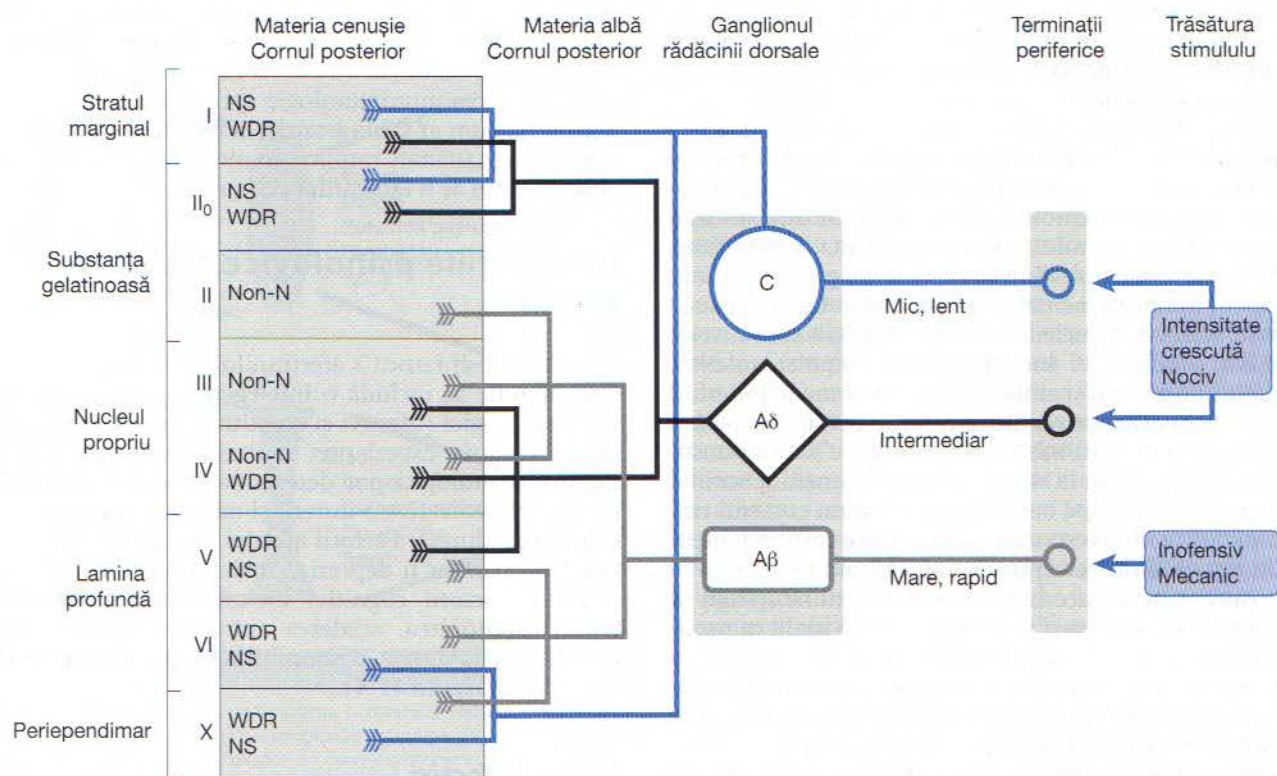 Materia cenușie
Cornul posterior
Materia albă
Cornul posterior
Ganglionul
rădăcinii dorsale
Terminații
periferice
Trăsătura
stimulului
Stratul
marginal
I
NS
WDR
II0
NS
WDR
Substanța
gelatinoasă
II
Non-N
III
Non-N
Nucleul
propriu
IV
Non-N
WDR
V
WDR
NS
Lamina
profundă
VI
WDR
NS
Periependimar
X
WDR
NS
C
Mic, lent
Aδ
Intermediar
Aβ
Mare, rapid
Intensitate
crescută
Nociv
Inofensiv
Mecanic